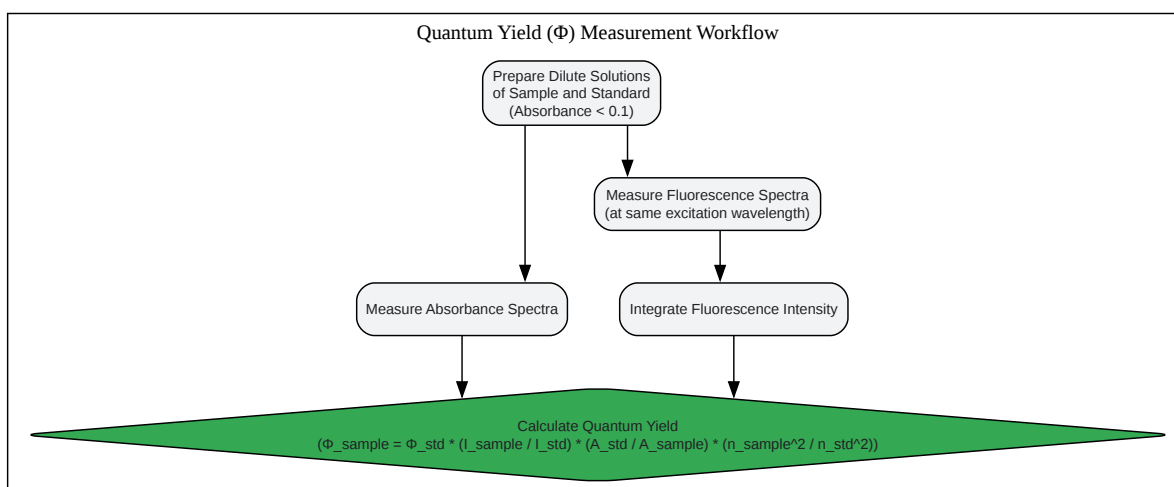 Quantum Yield (Φ) Measurement Workflow
Prepare Dilute Solutions
of Sample and Standard
(Absorbance < 0.1)
Measure Fluorescence Spectra
(at same excitation wavelength)
Measure Absorbance Spectra
Integrate Fluorescence Intensity
Calculate Quantum Yield
(Φ_sample = Φ_std * (I_sample / I_std) * (A_std / A_sample) * (n_sample^2 / n_std^2))